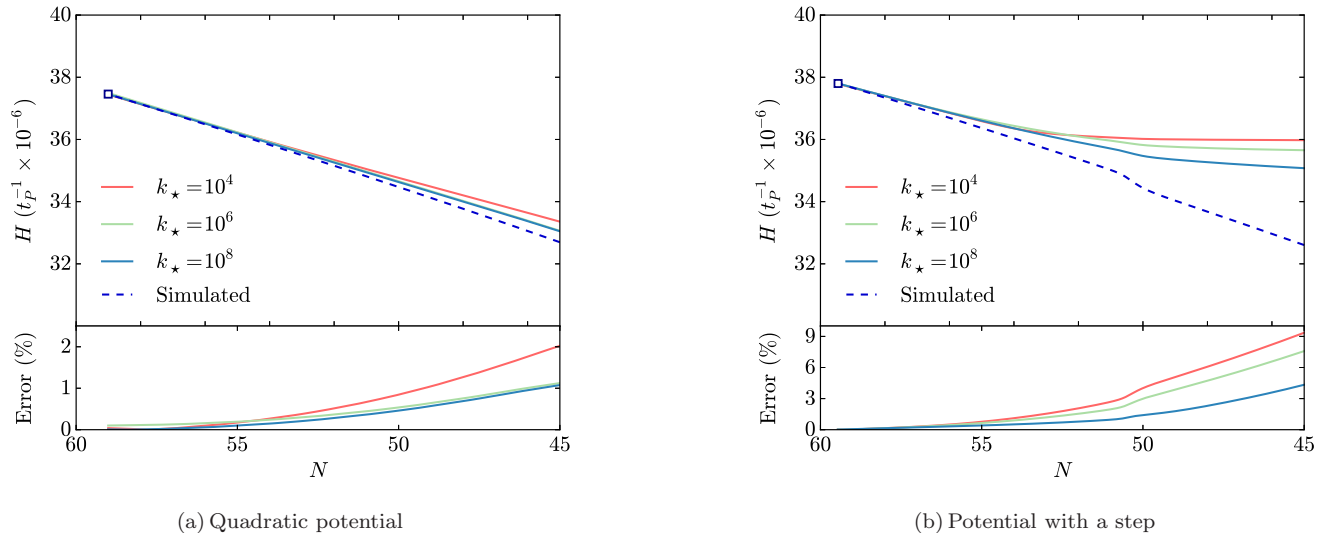 40
38
36
34
32
H (t_P^{-1} × 10^{-6})
k_⋆=10^4
k_⋆=10^6
k_⋆=10^8
Simulated
2
1
0
Error (%)
60 55 50 45
N
(a) Quadratic potential
40
38
36
34
32
H (t_P^{-1} × 10^{-6})
k_⋆=10^4
k_⋆=10^6
k_⋆=10^8
Simulated
9
6
3
0
Error (%)
60 55 50 45
N
(b) Potential with a step